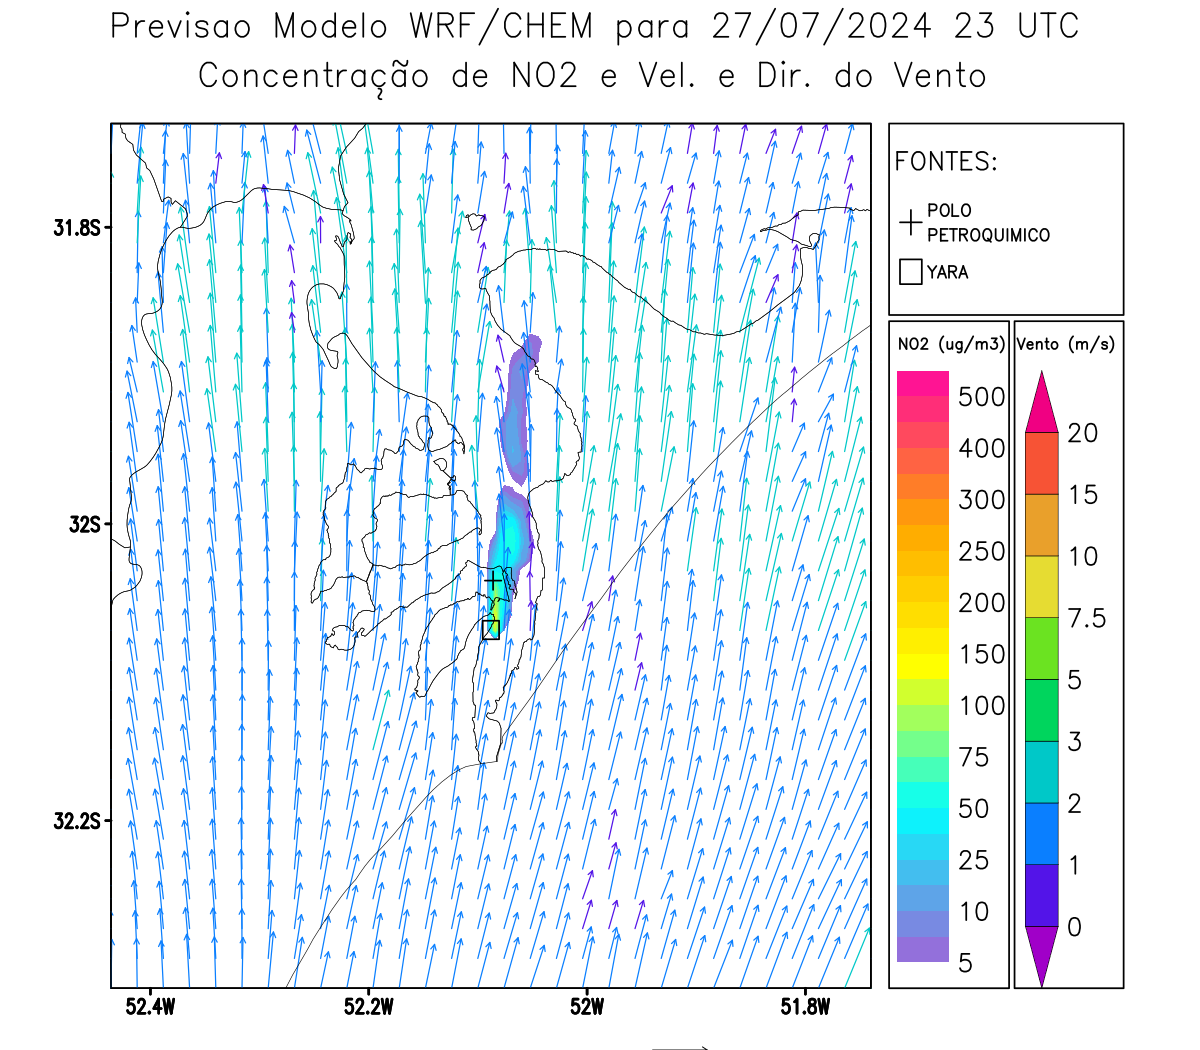 Previsao Modelo WRF/CHEM para 27/07/2024 23 UTC
Concentração de NO2 e Vel. e Dir. do Vento
FONTES:
POLO
PETROQUIMICO
YARA
31.8S
32S
32.2S
52.4W 52.2W 52W 51.8W
NO2 (ug/m3)
500
400
300
250
200
150
100
75
50
25
10
5
Vento (m/s)
20
15
10
7.5
5
3
2
1
0